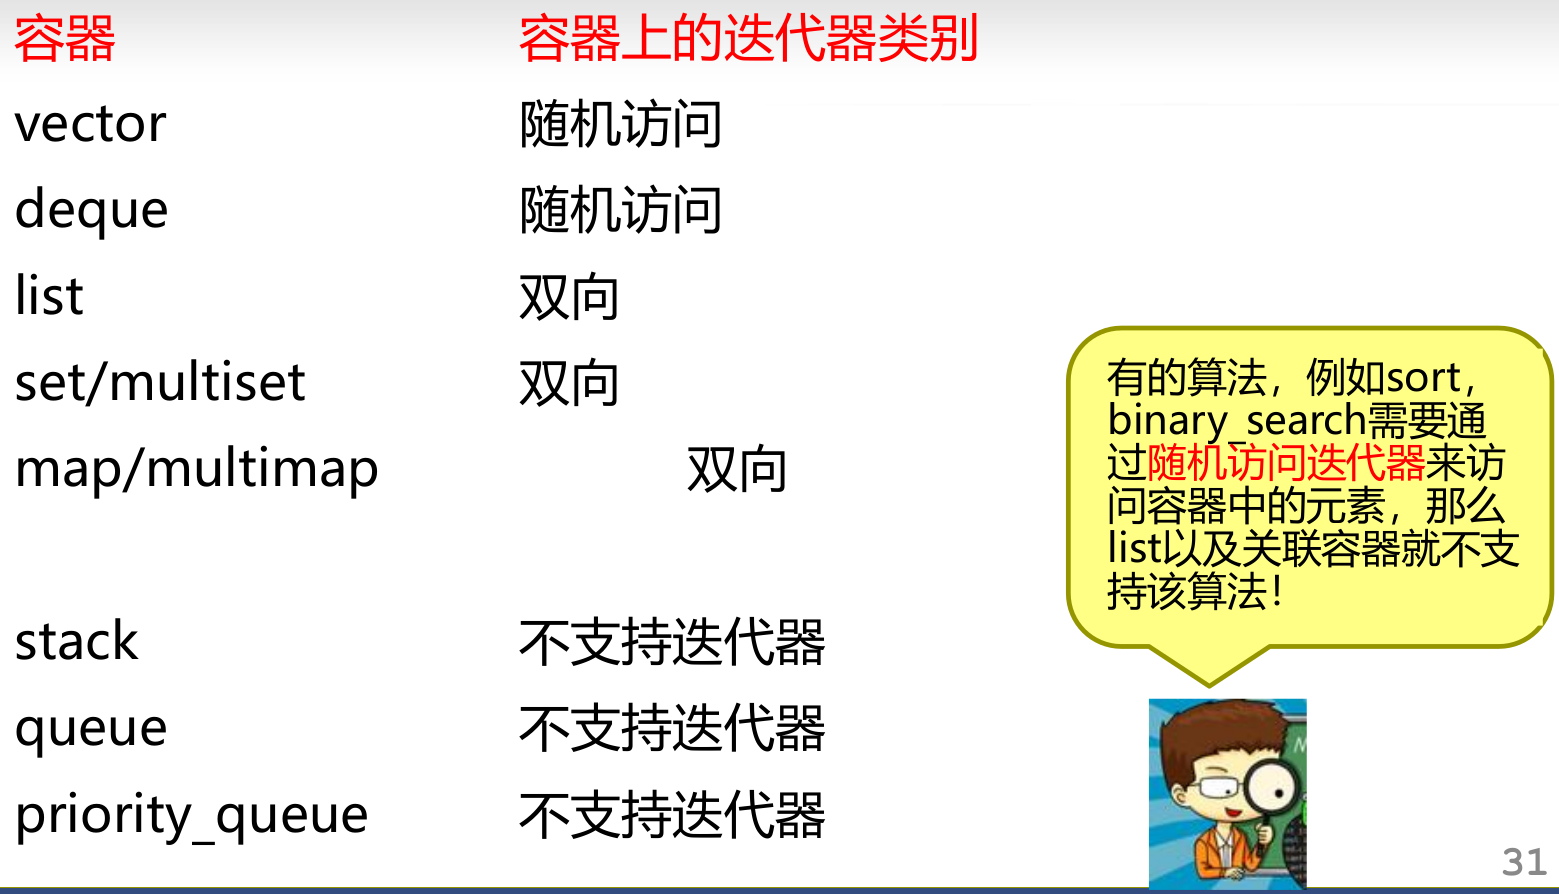 容器 容器上的迭代器类别
vector 随机访问
deque 随机访问
list 双向
set/multiset 双向
map/multimap 双向
stack 不支持迭代器
queue 不支持迭代器
priority_queue 不支持迭代器
有的算法，例如sort，
binary_search需要通
过随机访问迭代器来访
问容器中的元素，那么
list以及关联容器就不支
持该算法！
31